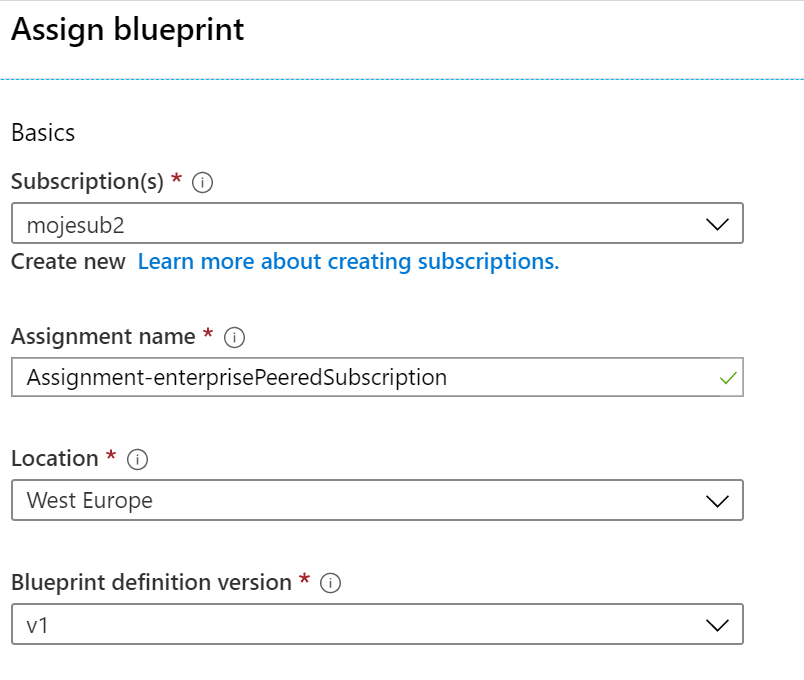 Assign blueprint
Basics
Subscription(s) *
mojesub2
Create new Learn more about creating subscriptions.
Assignment name *
Assignment-enterprisePeeredSubscription
Location *
West Europe
Blueprint definition version *
v1